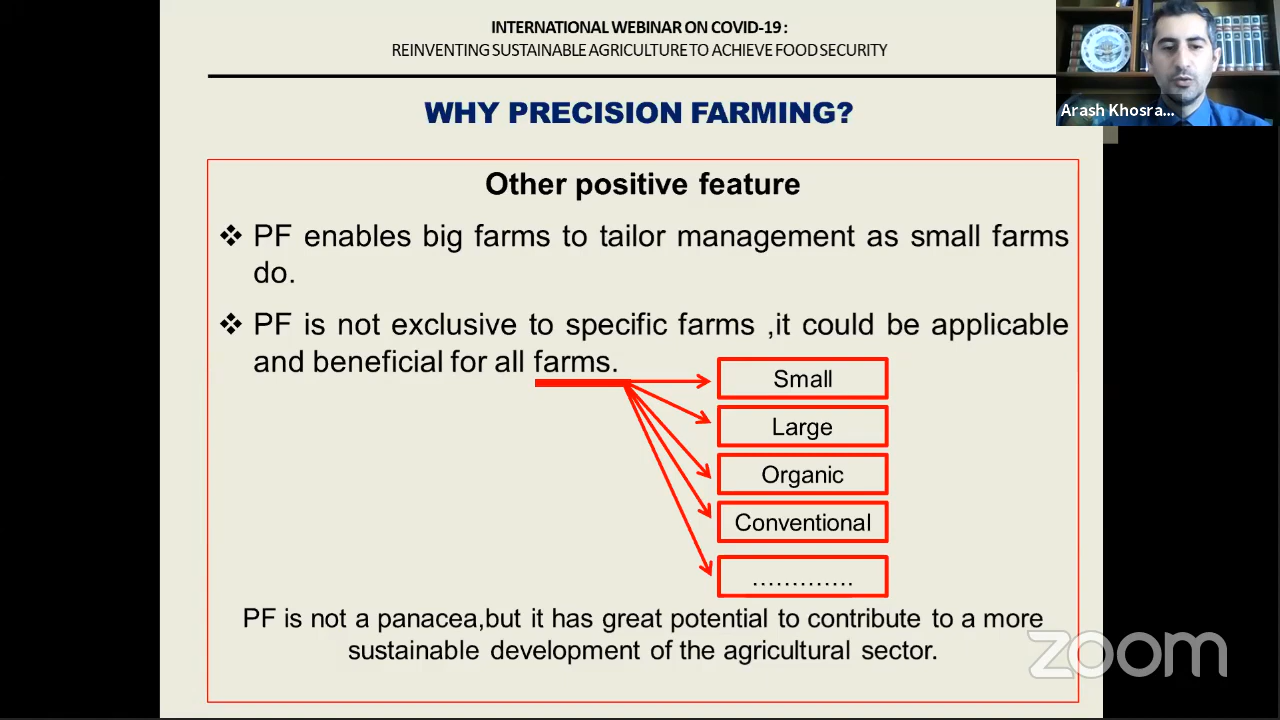 INTERNATIONAL WEBINAR ON COVID-19 :
REINVENTING SUSTAINABLE AGRICULTURE TO ACHIEVE FOOD SECURITY
WHY PRECISION FARMING?
Arash Khosra...
Other positive feature
❖ PF enables big farms to tailor management as small farms
do.
❖ PF is not exclusive to specific farms ,it could be applicable
and beneficial for all farms.
Small
Large
Organic
Conventional
………….
PF is not a panacea,but it has great potential to contribute to a more
sustainable development of the agricultural sector.
zoom